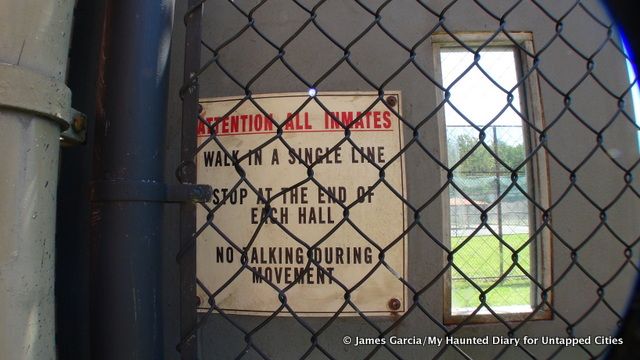 ATTENTION ALL INMATES
WALK IN A SINGLE LINE
STOP AT THE END OF
EACH HALL
NO TALKING DURING
MOVEMENT
© James Garcia/My Haunted Diary for Untapped Cities